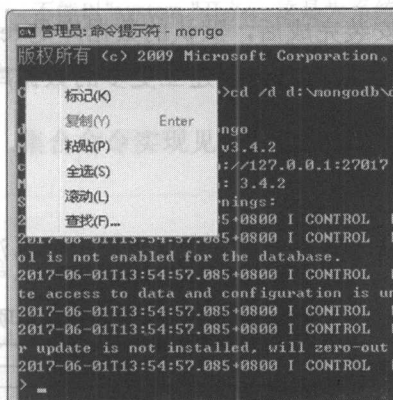 管理员: 命令提示符 - mongo
版权所有 (c) 2009 Microsoft Corporation。
>cd /d d:\mongodb\
标记(K)
复制(Y) Enter
粘贴(P)
全选(S)
滚动(L)
查找(F)...
ngo
v3.4.2
://127.0.0.1:27017
: 3.4.2
nings:
85+0800 I CONTROL
2017-06-01T13:54:57.085+0800 I CONTROL
ol is not enabled for the database.
2017-06-01T13:54:57.085+0800 I CONTROL
te access to data and configuration is un
2017-06-01T13:54:57.085+0800 I CONTROL
2017-06-01T13:54:57.085+0800 I CONTROL
r update is not installed, will zero-out
2017-06-01T13:54:57.085+0800 I CONTROL
>